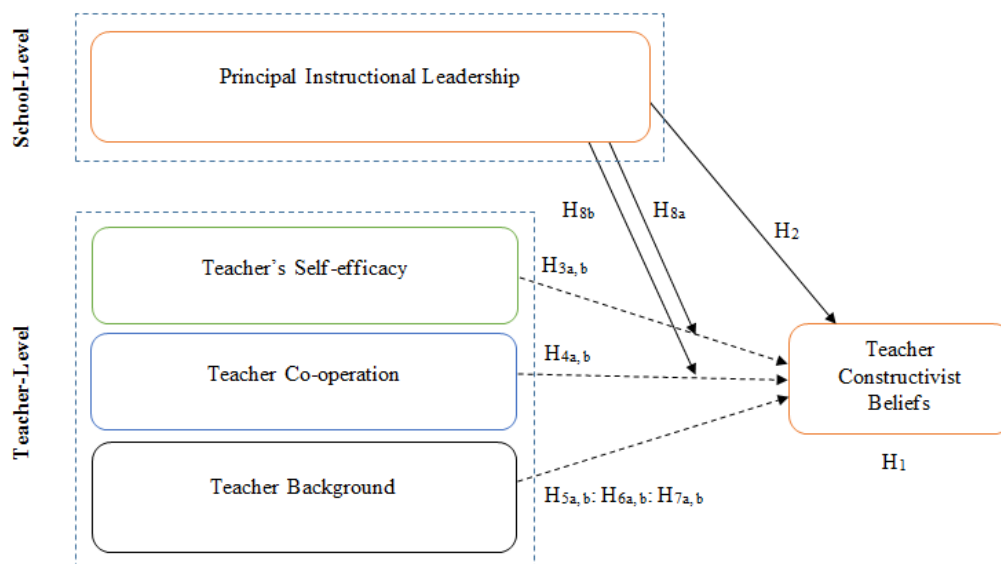 School-Level
Principal Instructional Leadership
H8b
H8a
H2
Teacher-Level
Teacher's Self-efficacy
H3a, b
Teacher Co-operation
H4a, b
Teacher Background
H5a, b: H6a, b: H7a, b
Teacher
Constructivist
Beliefs
H1